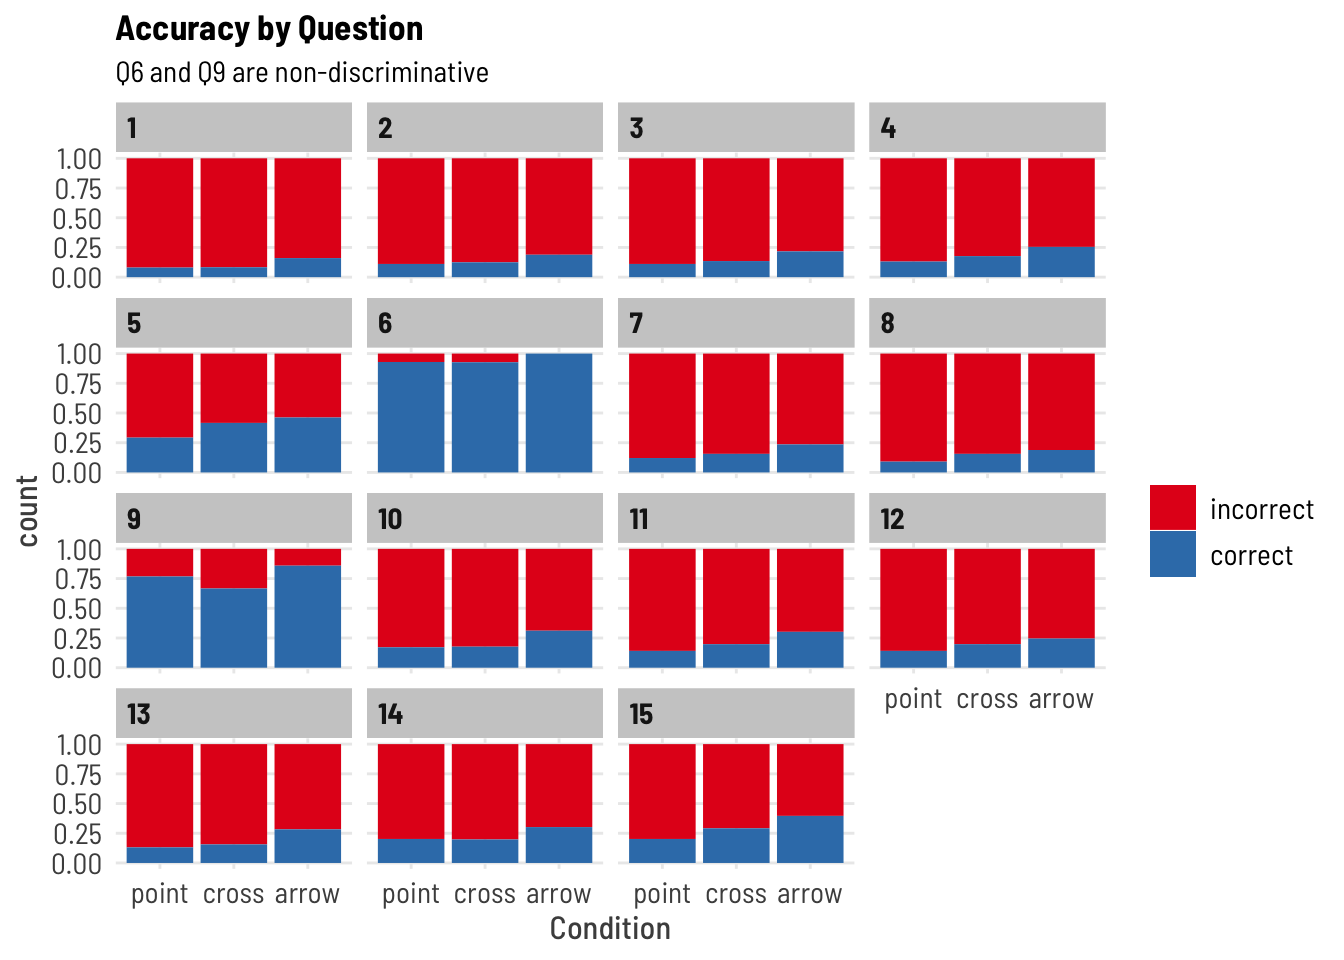 Accuracy by Question
Q6 and Q9 are non-discriminative
1 2 3 4
1.00
0.75
0.50
0.25
0.00
5 6 7 8
1.00
0.75
0.50
0.25
0.00
9 10 11 12
1.00
0.75
0.50
0.25
0.00
point cross arrow
13 14 15
1.00
0.75
0.50
0.25
0.00
point cross arrow point cross arrow point cross arrow
Condition
count
incorrect
correct